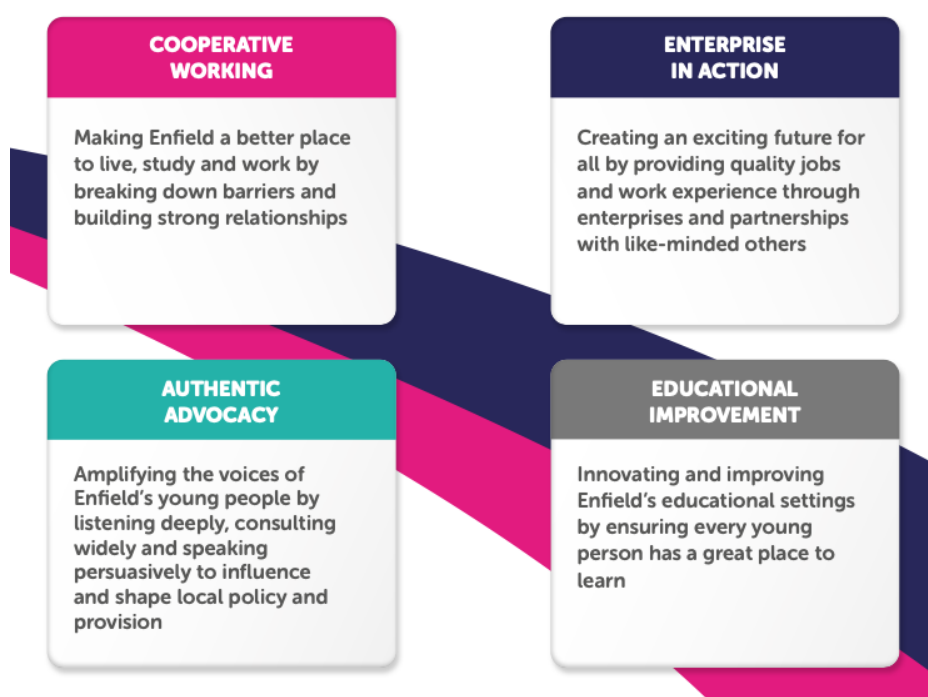 COOPERATIVE
WORKING
Making Enfield a better place
to live, study and work by
breaking down barriers and
building strong relationships
ENTERPRISE
IN ACTION
Creating an exciting future for
all by providing quality jobs
and work experience through
enterprises and partnerships
with like-minded others
AUTHENTIC
ADVOCACY
Amplifying the voices of
Enfield’s young people by
listening deeply, consulting
widely and speaking
persuasively to influence
and shape local policy and
provision
EDUCATIONAL
IMPROVEMENT
Innovating and improving
Enfield’s educational settings
by ensuring every young
person has a great place to
learn